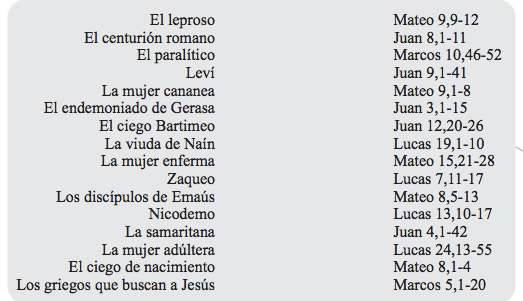 El leproso Mateo 9,9-12
El centurión romano Juan 8,1-11
El paralítico Marcos 10,46-52
Leví Juan 9,1-41
La mujer cananea Mateo 9,1-8
El endemoniado de Gerasa Juan 3,1-15
El ciego Bartimeo Juan 12,20-26
La viuda de Naín Lucas 19,1-10
La mujer enferma Mateo 15,21-28
Zaqueo Lucas 7,11-17
Los discípulos de Emaús Mateo 8,5-13
Nicodemo Lucas 13,10-17
La samaritana Juan 4,1-42
La mujer adúltera Lucas 24,13-55
El ciego de nacimiento Mateo 8,1-4
Los griegos que buscan a Jesús Marcos 5,1-20